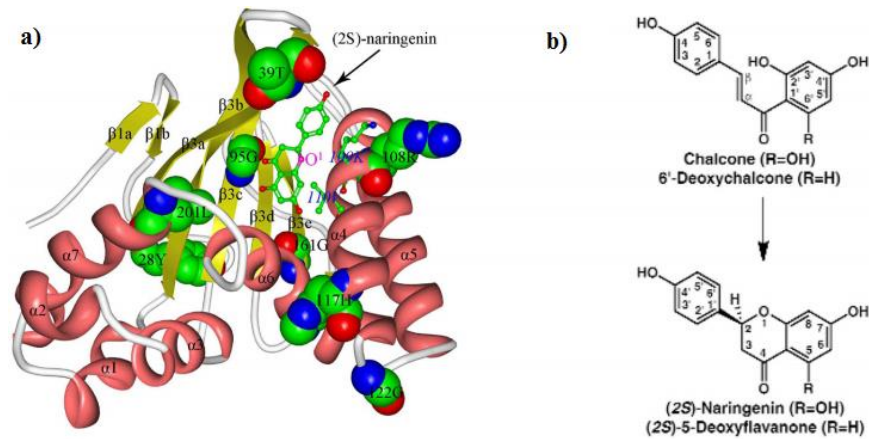 a)
(2S)-naringenin
39T
β3b
β1a
β1b
β3a
95G
O¹
109K
108R
110I
β3c
201L
β3d
β3e
α4
28Y
161G
α7
α6
α5
α2
117H
α3
α1
122G
b)
HO
5
4
6
3
1
2
β
α
HO
OH
2'
3'
4'
1'
5'
6'
O
R
Chalcone (R=OH)
6'-Deoxychalcone (R=H)
HO
5'
4'
6'
3'
H
1'
2'
O
1
8
OH
2
7
3
6
4
5
O
R
(2S)-Naringenin (R=OH)
(2S)-5-Deoxyflavanone (R=H)